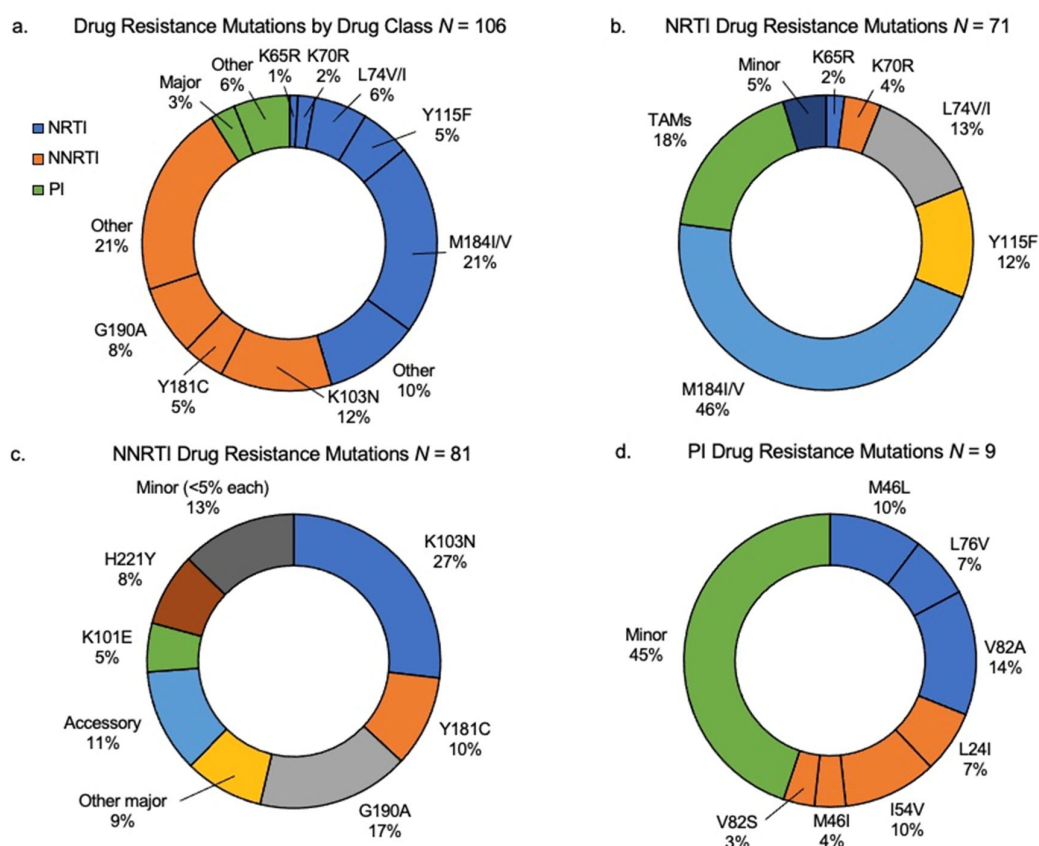 a.
Drug Resistance Mutations by Drug Class N = 106
NRTI
NNRTI
PI
K65R
1%
K70R
2%
L74V/I
6%
Y115F
5%
M184I/V
21%
Other
10%
K103N
12%
Y181C
5%
G190A
8%
Other
21%
Major
3%
Other
6%
b.
NRTI Drug Resistance Mutations N = 71
K65R
2%
K70R
4%
L74V/I
13%
Y115F
12%
M184I/V
46%
TAMs
18%
Minor
5%
c.
NNRTI Drug Resistance Mutations N = 81
K103N
27%
Y181C
10%
G190A
17%
Other major
9%
Accessory
11%
K101E
5%
H221Y
8%
Minor (<5% each)
13%
d.
PI Drug Resistance Mutations N = 9
M46L
10%
L76V
7%
V82A
14%
L24I
7%
I54V
10%
M46I
4%
V82S
3%
Minor
45%